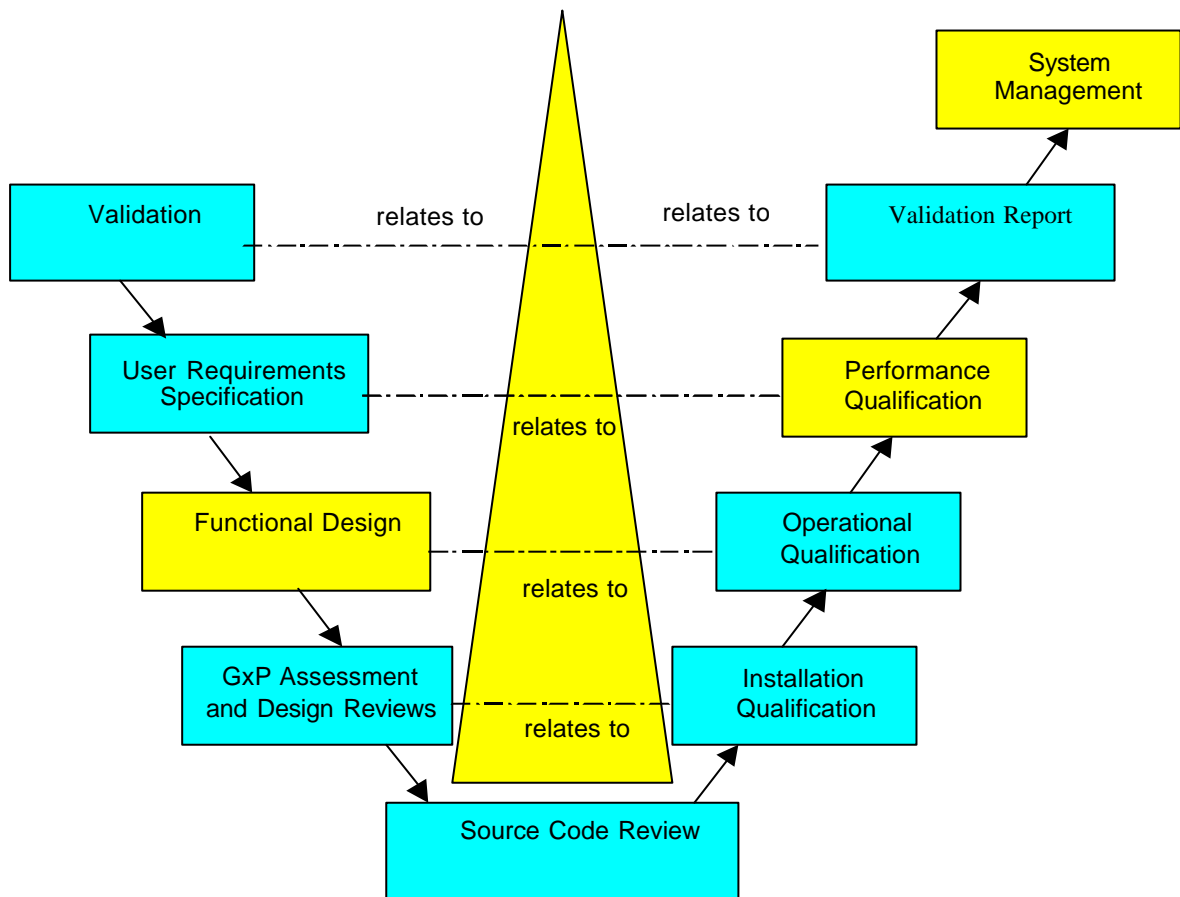 System
Management
Validation
relates to
relates to
Validation Report
User Requirements
Specification
Performance
Qualification
relates to
Functional Design
Operational
Qualification
relates to
GxP Assessment
and Design Reviews
Installation
Qualification
relates to
Source Code Review